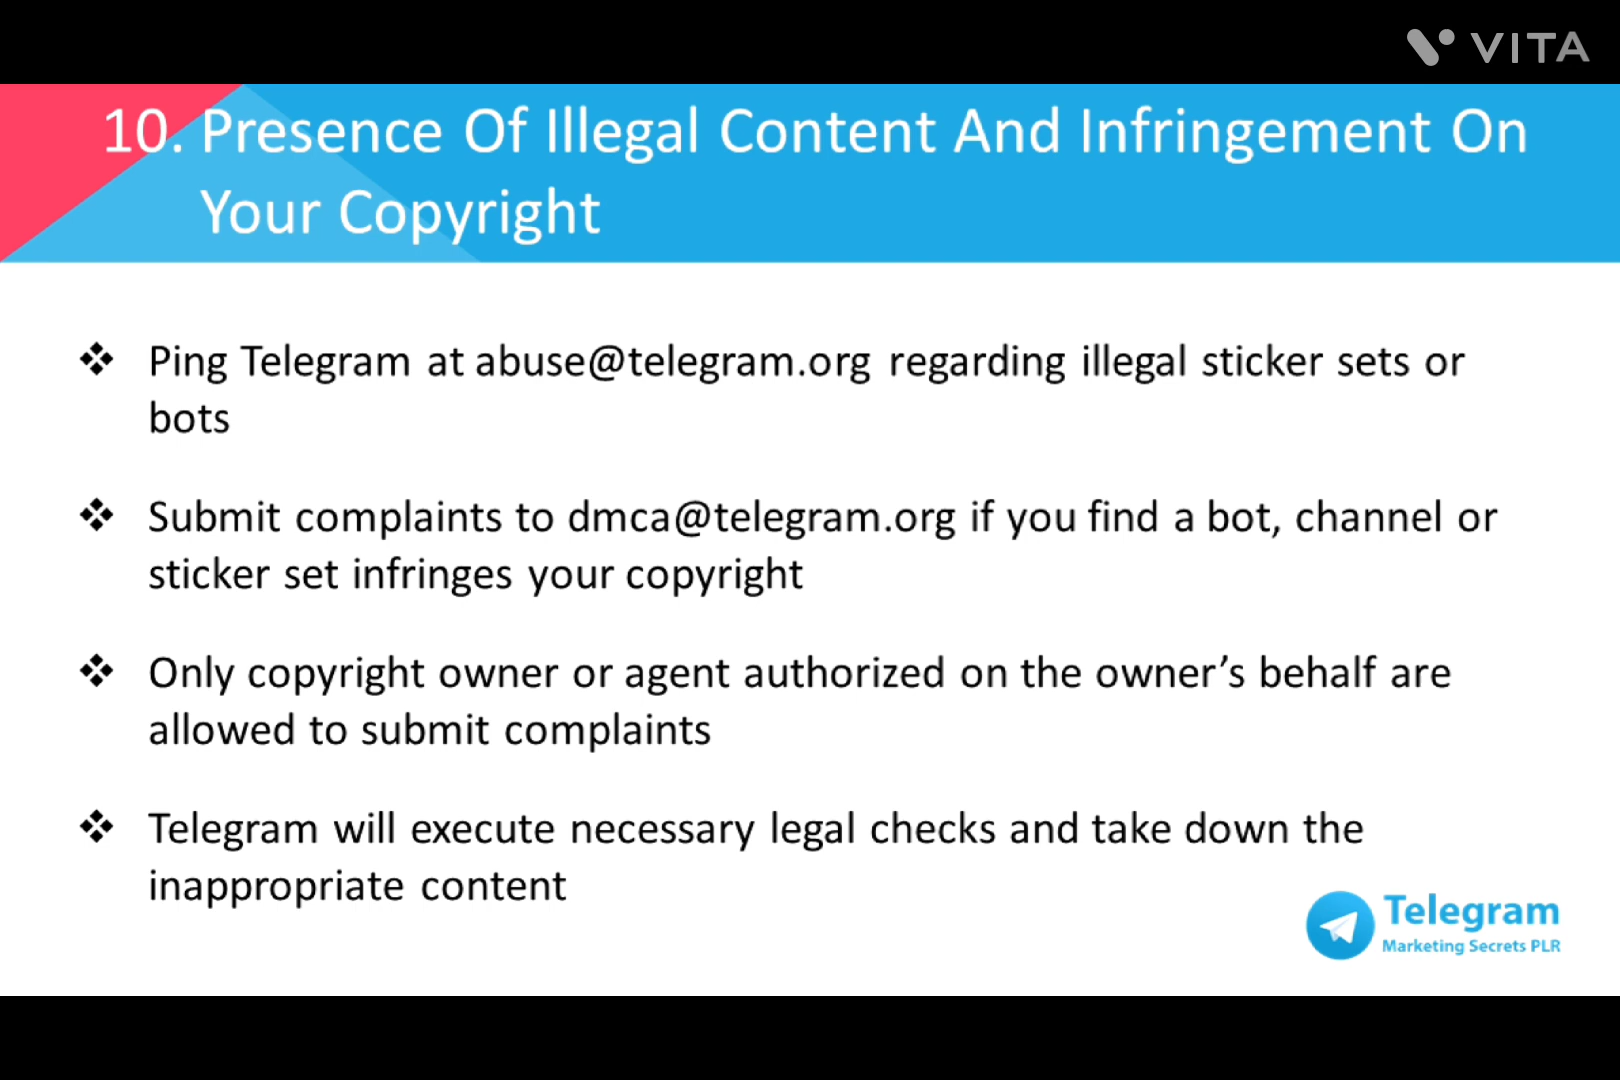 VITA
10. Presence Of Illegal Content And Infringement On
Your Copyright
❖ Ping Telegram at abuse@telegram.org regarding illegal sticker sets or
bots
❖ Submit complaints to dmca@telegram.org if you find a bot, channel or
sticker set infringes your copyright
❖ Only copyright owner or agent authorized on the owner’s behalf are
allowed to submit complaints
❖ Telegram will execute necessary legal checks and take down the
inappropriate content
Telegram
Marketing Secrets PLR